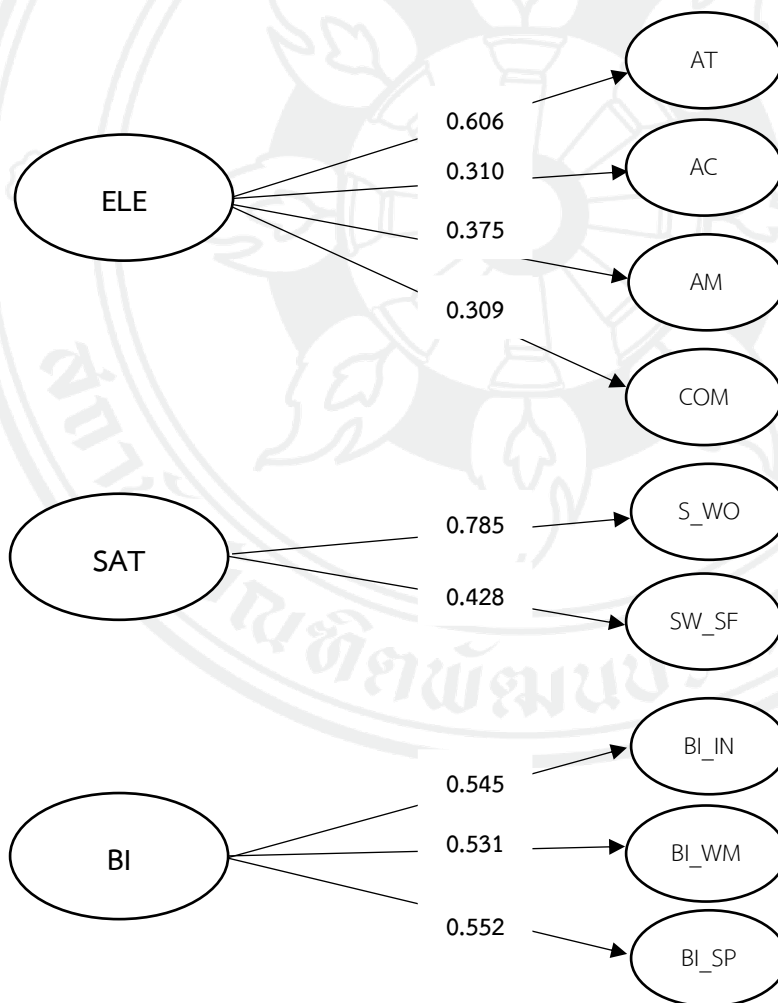 AT
0.606
0.310
AC
ELE
0.375
AM
0.309
COM
0.785
S_WO
SAT
0.428
SW_SF
BI_IN
0.545
0.531
BI_WM
BI
0.552
BI_SP